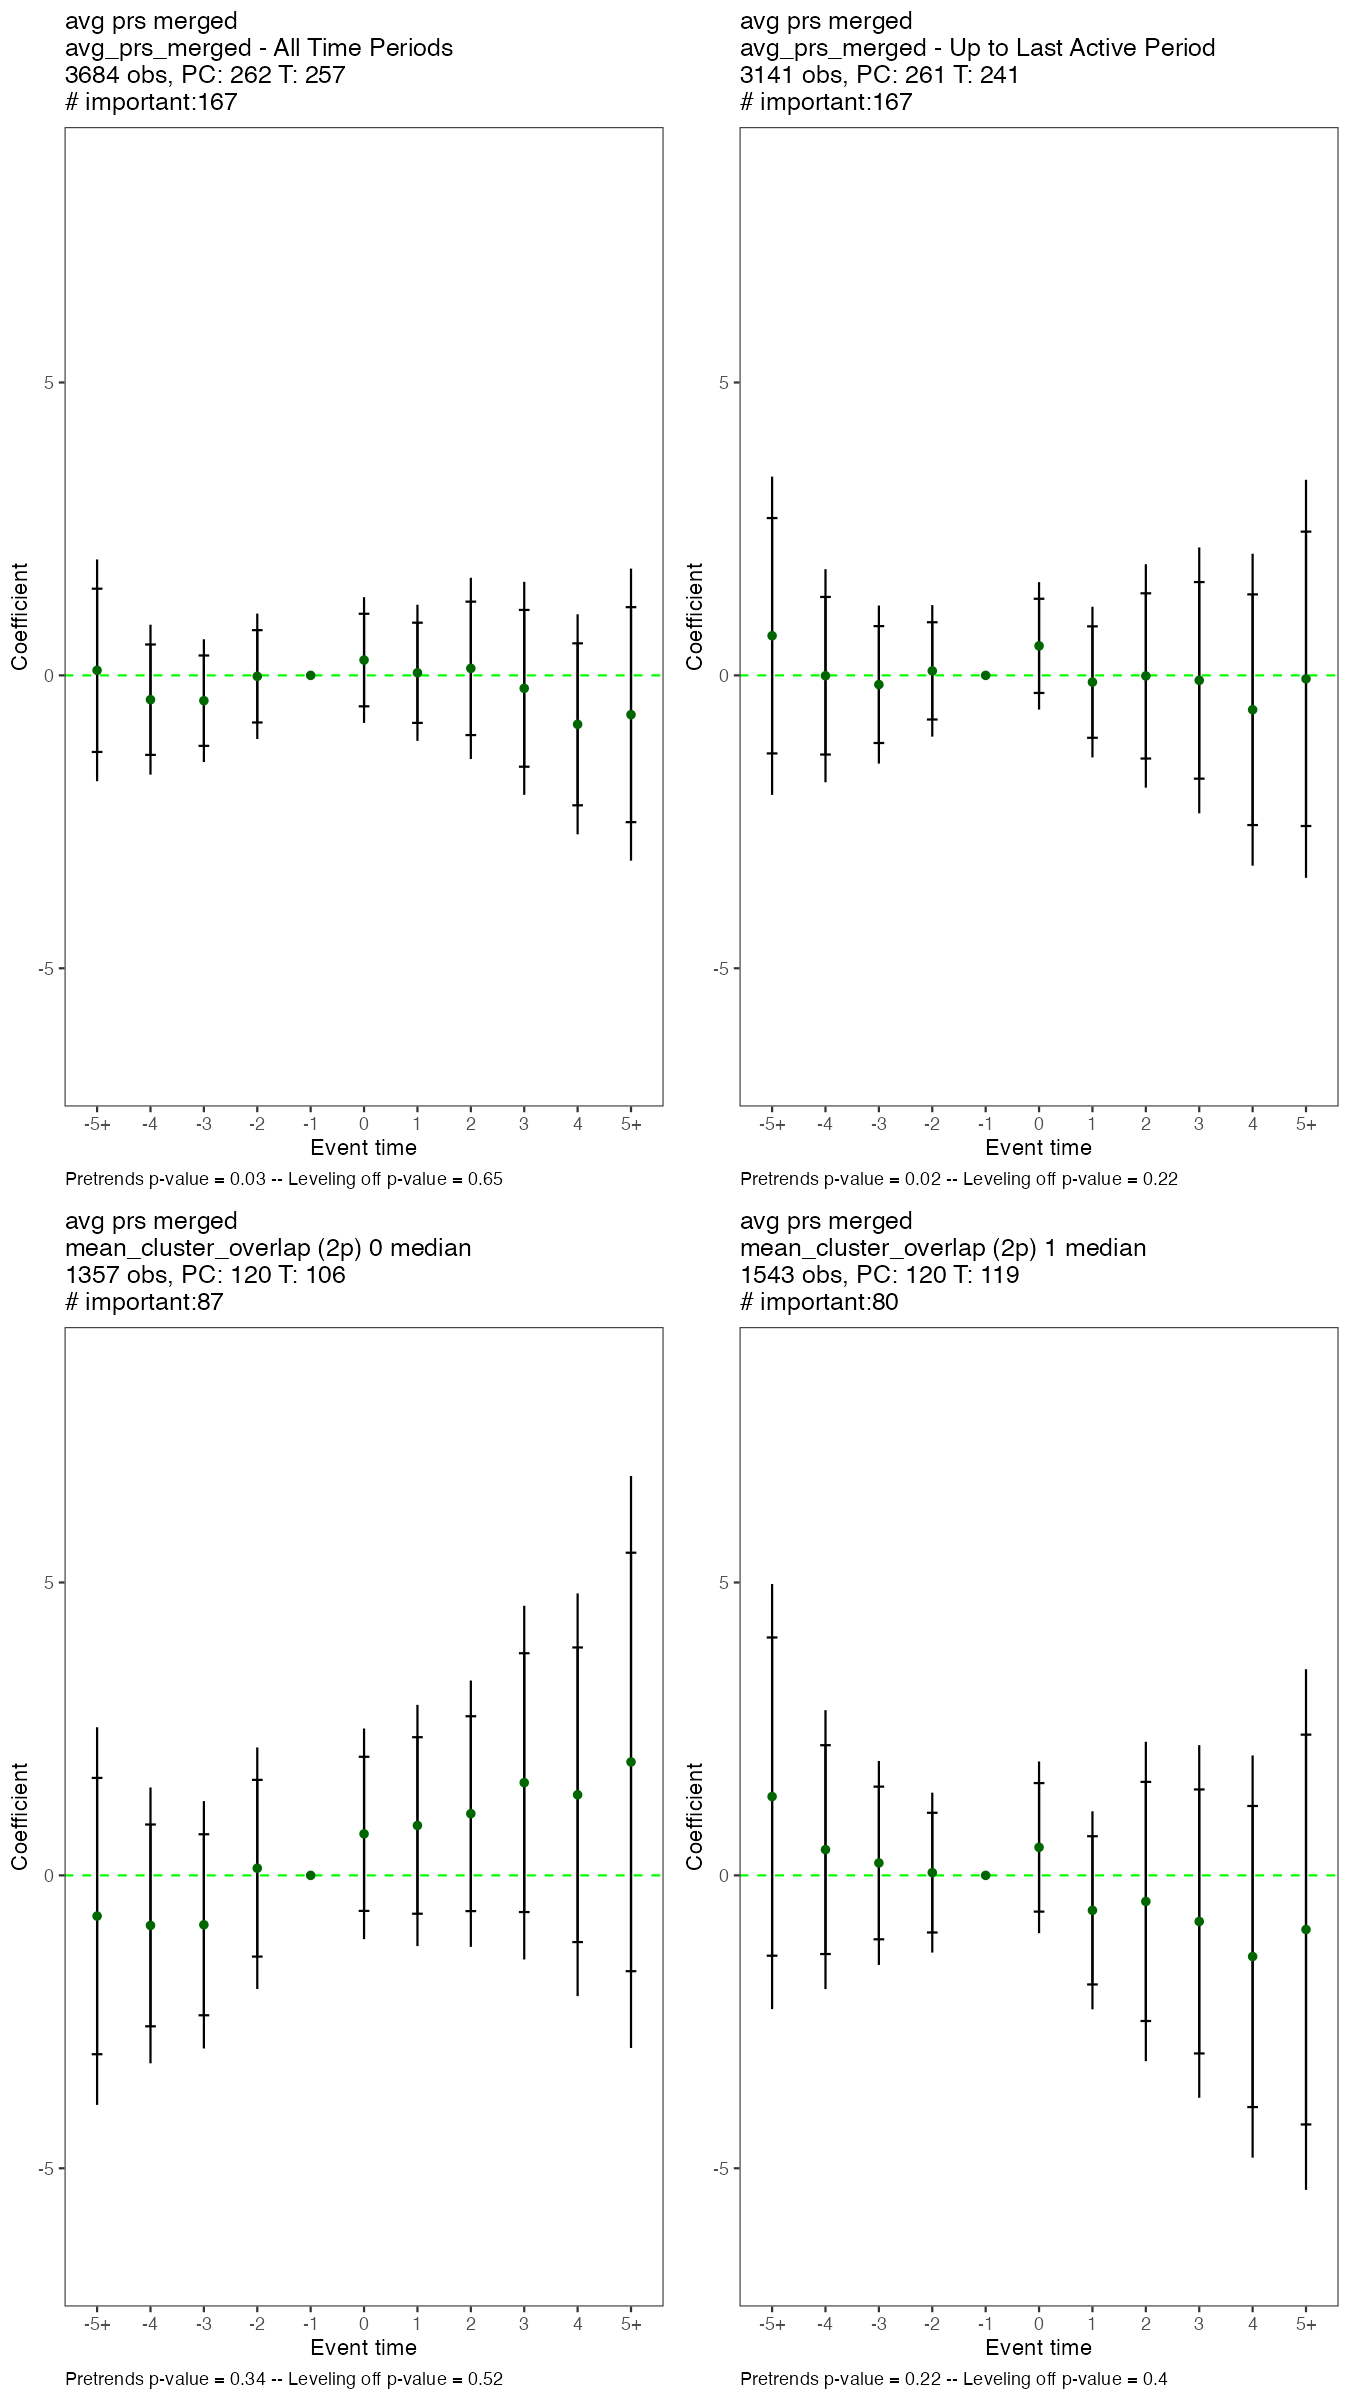 avg prs merged
avg_prs_merged - All Time Periods
3684 obs, PC: 262 T: 257
# important:167
Coefficient
5
0
-5
-5+ -4 -3 -2 -1 0 1 2 3 4 5+
Event time
Pretrends p-value = 0.03 -- Leveling off p-value = 0.65
avg prs merged
avg_prs_merged - Up to Last Active Period
3141 obs, PC: 261 T: 241
# important:167
Coefficient
5
0
-5
-5+ -4 -3 -2 -1 0 1 2 3 4 5+
Event time
Pretrends p-value = 0.02 -- Leveling off p-value = 0.22
avg prs merged
mean_cluster_overlap (2p) 0 median
1357 obs, PC: 120 T: 106
# important:87
Coefficient
5
0
-5
-5+ -4 -3 -2 -1 0 1 2 3 4 5+
Event time
Pretrends p-value = 0.34 -- Leveling off p-value = 0.52
avg prs merged
mean_cluster_overlap (2p) 1 median
1543 obs, PC: 120 T: 119
# important:80
Coefficient
5
0
-5
-5+ -4 -3 -2 -1 0 1 2 3 4 5+
Event time
Pretrends p-value = 0.22 -- Leveling off p-value = 0.4